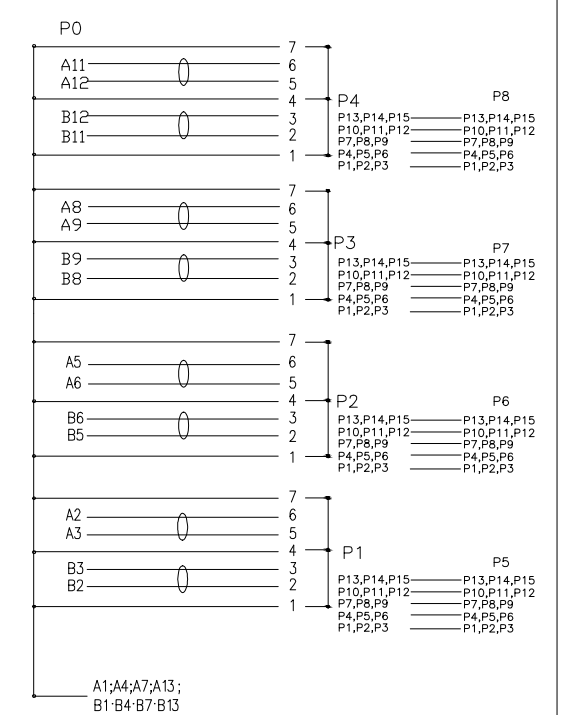 P0
7
A11 6
A12 5
4
B12 3
B11 2
1
P4 P8
P13,P14,P15 P13,P14,P15
P10,P11,P12 P10,P11,P12
P7,P8,P9 P7,P8,P9
P4,P5,P6 P4,P5,P6
P1,P2,P3 P1,P2,P3
7
A8 6
A9 5
4
B9 3
B8 2
1
P3 P7
P13,P14,P15 P13,P14,P15
P10,P11,P12 P10,P11,P12
P7,P8,P9 P7,P8,P9
P4,P5,P6 P4,P5,P6
P1,P2,P3 P1,P2,P3
7
A5 6
A6 5
4
B6 3
B5 2
1
P2 P6
P13,P14,P15 P13,P14,P15
P10,P11,P12 P10,P11,P12
P7,P8,P9 P7,P8,P9
P4,P5,P6 P4,P5,P6
P1,P2,P3 P1,P2,P3
7
A2 6
A3 5
4
B3 3
B2 2
1
P1 P5
P13,P14,P15 P13,P14,P15
P10,P11,P12 P10,P11,P12
P7,P8,P9 P7,P8,P9
P4,P5,P6 P4,P5,P6
P1,P2,P3 P1,P2,P3
A1;A4;A7;A13;
B1·B4·B7·B13